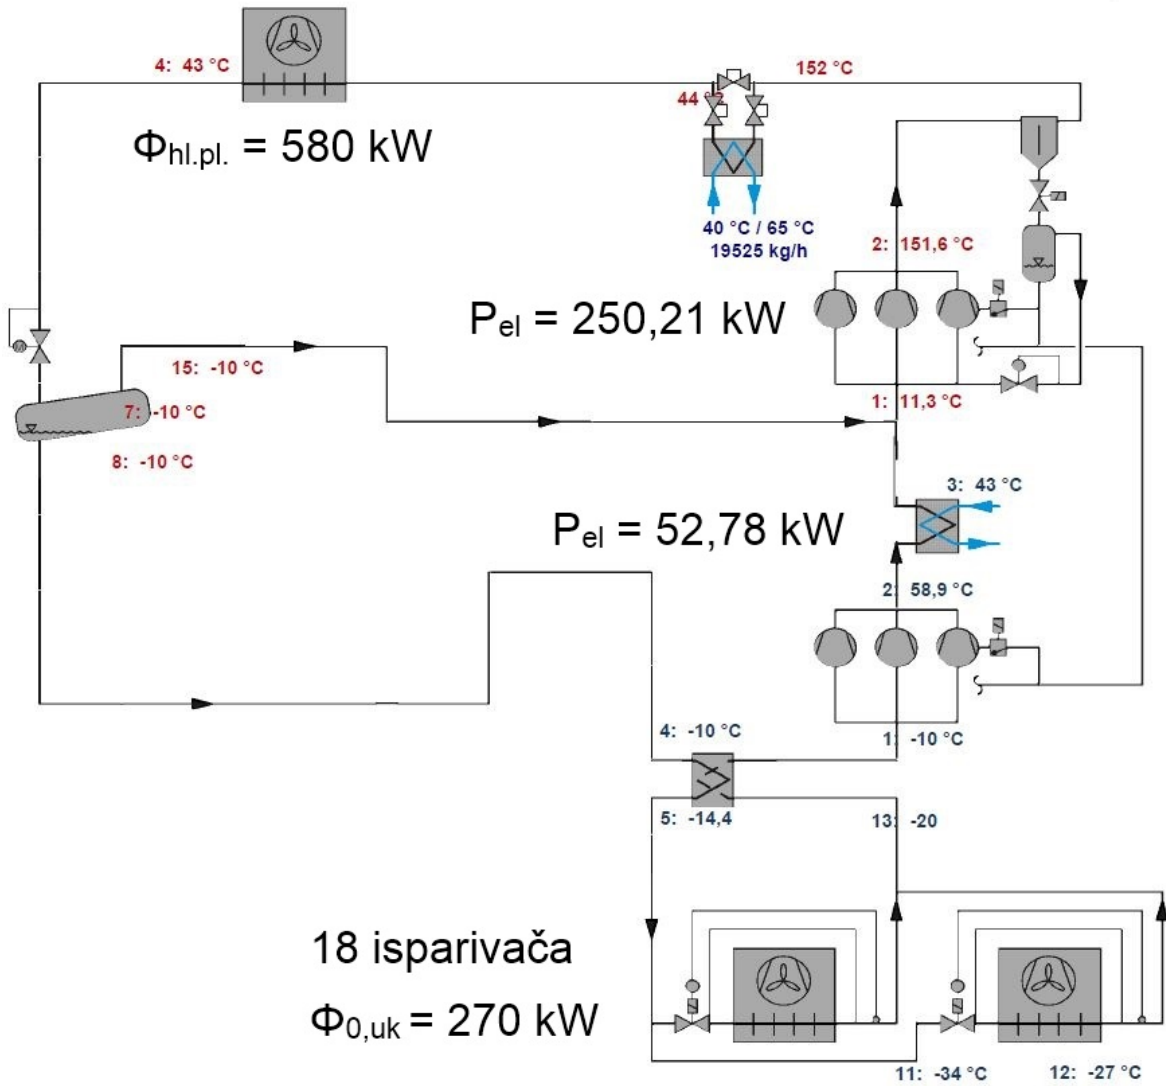 4: 43 °C
152 °C
44 °C
Φhl.pl. = 580 kW
40 °C / 65 °C
19525 kg/h
2: 151,6 °C
Pel = 250,21 kW
15: -10 °C
7: -10 °C
1: 11,3 °C
8: -10 °C
3: 43 °C
Pel = 52,78 kW
2: 58,9 °C
4: -10 °C
1: -10 °C
5: -14,4
13: -20
18 isparivača
Φ0,uk = 270 kW
11: -34 °C
12: -27 °C